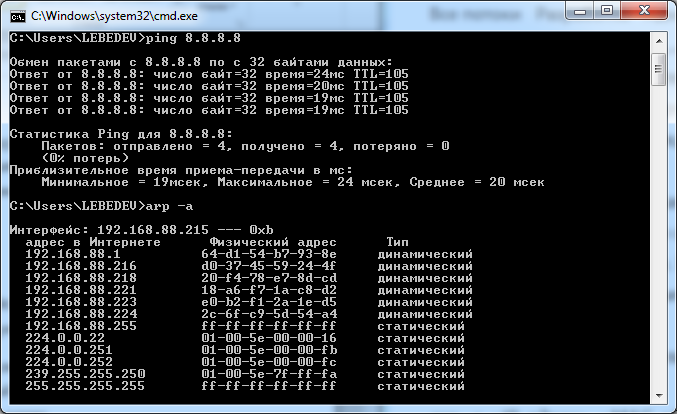 C:\Windows\system32\cmd.exe
C:\Users\LEBEDEV>ping 8.8.8.8
Обмен пакетами с 8.8.8.8 по с 32 байтами данных:
Ответ от 8.8.8.8: число байт=32 время=24мс TTL=105
Ответ от 8.8.8.8: число байт=32 время=20мс TTL=105
Ответ от 8.8.8.8: число байт=32 время=19мс TTL=105
Ответ от 8.8.8.8: число байт=32 время=19мс TTL=105
Статистика Ping для 8.8.8.8:
Пакетов: отправлено = 4, получено = 4, потеряно = 0
(0% потерь)
Приблизительное время приема-передачи в мс:
Минимальное = 19мсек, Максимальное = 24 мсек, Среднее = 20 мсек
C:\Users\LEBEDEV>arp -a
Интерфейс: 192.168.88.215 --- 0xb
адрес в Интернете Физический адрес Тип
192.168.88.1 64-d1-54-b7-93-8e динамический
192.168.88.216 d0-37-45-59-24-4f динамический
192.168.88.218 20-f4-78-e7-8d-cd динамический
192.168.88.221 18-a6-f7-1a-c8-d2 динамический
192.168.88.223 e0-b2-f1-2a-1e-d5 динамический
192.168.88.224 2c-6f-c9-5d-54-a4 динамический
192.168.88.255 ff-ff-ff-ff-ff-ff статический
224.0.0.22 01-00-5e-00-00-16 статический
224.0.0.251 01-00-5e-00-00-fb статический
224.0.0.252 01-00-5e-00-00-fc статический
239.255.255.250 01-00-5e-7f-ff-fa статический
255.255.255.255 ff-ff-ff-ff-ff-ff статический